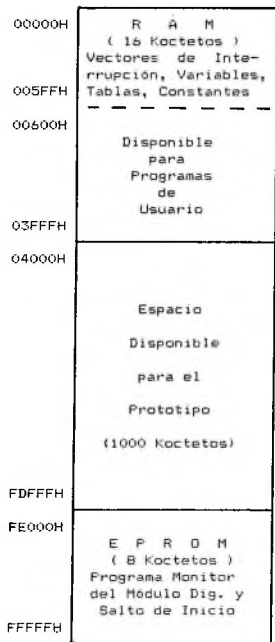 00000H
R A M
( 16 Koctetos )
Vectores de Inte-
rrupción, Variables,
005FFH
Tablas, Constantes
00600H
Disponible
para
Programas
de
Usuario
03FFFH
04000H
Espacio
Disponible
para el
Prototipo
(1000 Koctetos)
FDFFFH
FE000H
E P R O M
( 8 Koctetos )
Programa Monitor
del Módulo Dig. y
Salto de Inicio
FFFFFH